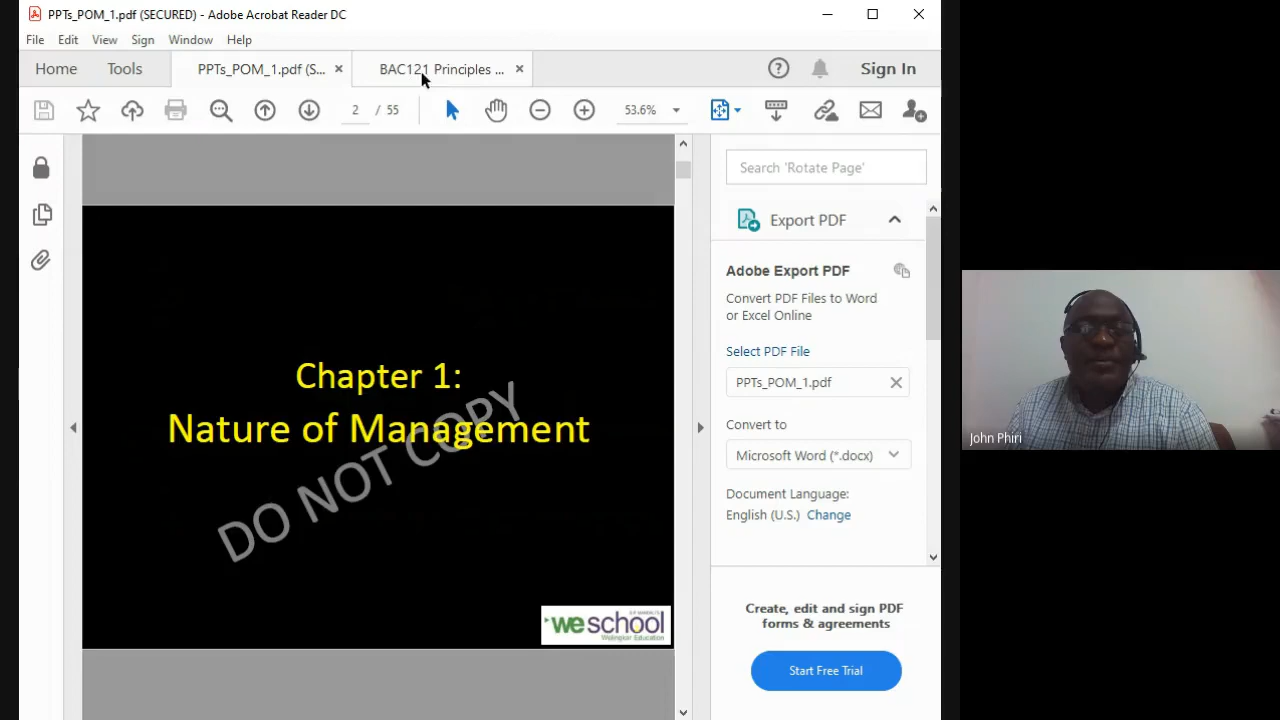 PPTs_POM_1.pdf (SECURED) - Adobe Acrobat Reader DC
File Edit View Sign Window Help
Home Tools PPTs_POM_1.pdf (S... × BAC121 Principles ... × Sign In
2 / 55 53.6%
Search 'Rotate Page'
Export PDF
Adobe Export PDF
Convert PDF Files to Word
or Excel Online
Select PDF File
PPTs_POM_1.pdf
Convert to
Microsoft Word (*.docx)
Document Language:
English (U.S.) Change
Create, edit and sign PDF
forms & agreements
Start Free Trial
Chapter 1:
Nature of Management
DO NOT COPY
weschool
Welingkar Education
John Phiri